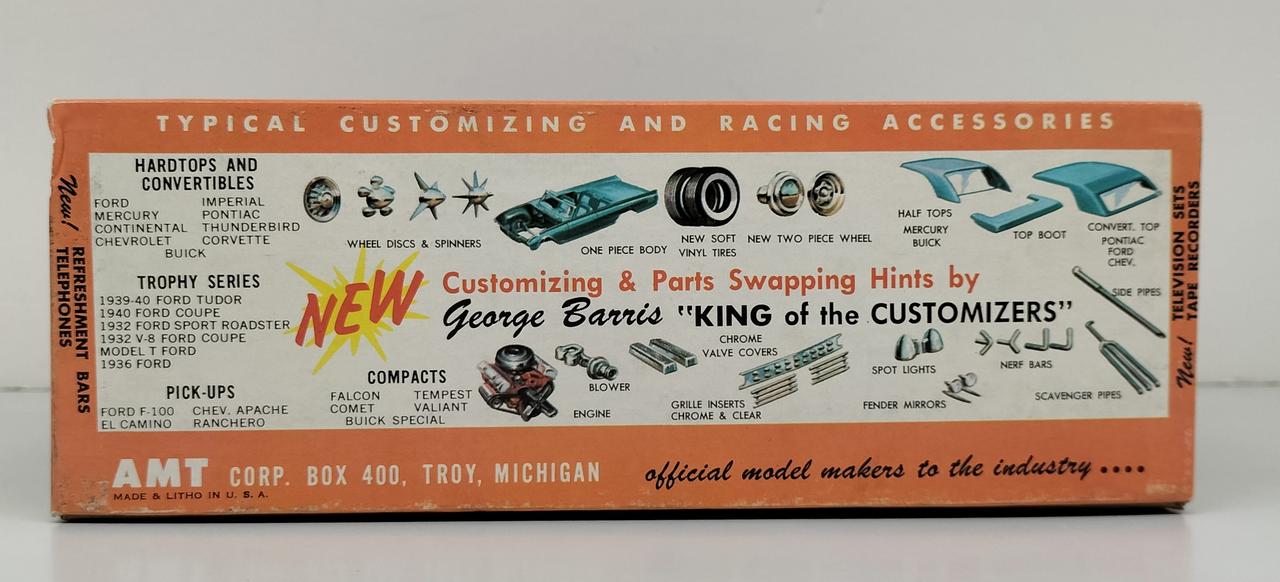 TYPICAL CUSTOMIZING AND RACING ACCESSORIES
New! REFRESHMENT BARS
TELEPHONES
HARDTOPS AND
CONVERTIBLES
FORD IMPERIAL
MERCURY PONTIAC
CONTINENTAL THUNDERBIRD
CHEVROLET CORVETTE
BUICK
WHEEL DISCS & SPINNERS
ONE PIECE BODY
NEW SOFT
VINYL TIRES
NEW TWO PIECE WHEEL
HALF TOPS
MERCURY
BUICK
TOP BOOT
CONVERT. TOP
PONTIAC
FORD
CHEV.
TROPHY SERIES
1939-40 FORD TUDOR
1940 FORD COUPE
1932 FORD SPORT ROADSTER
1932 V-8 FORD COUPE
MODEL T FORD
1936 FORD
NEW
Customizing & Parts Swapping Hints by
George Barris "KING of the CUSTOMIZERS"
SIDE PIPES
PICK-UPS
FORD F-100 CHEV. APACHE
EL CAMINO RANCHERO
COMPACTS
FALCON TEMPEST
COMET VALIANT
BUICK SPECIAL
ENGINE
BLOWER
CHROME
VALVE COVERS
GRILLE INSERTS
CHROME & CLEAR
SPOT LIGHTS
FENDER MIRRORS
NERF BARS
SCAVENGER PIPES
New! TELEVISION SETS
TAPE RECORDERS
AMT CORP. BOX 400, TROY, MICHIGAN
official model makers to the industry ....
MADE & LITHO IN U. S. A.